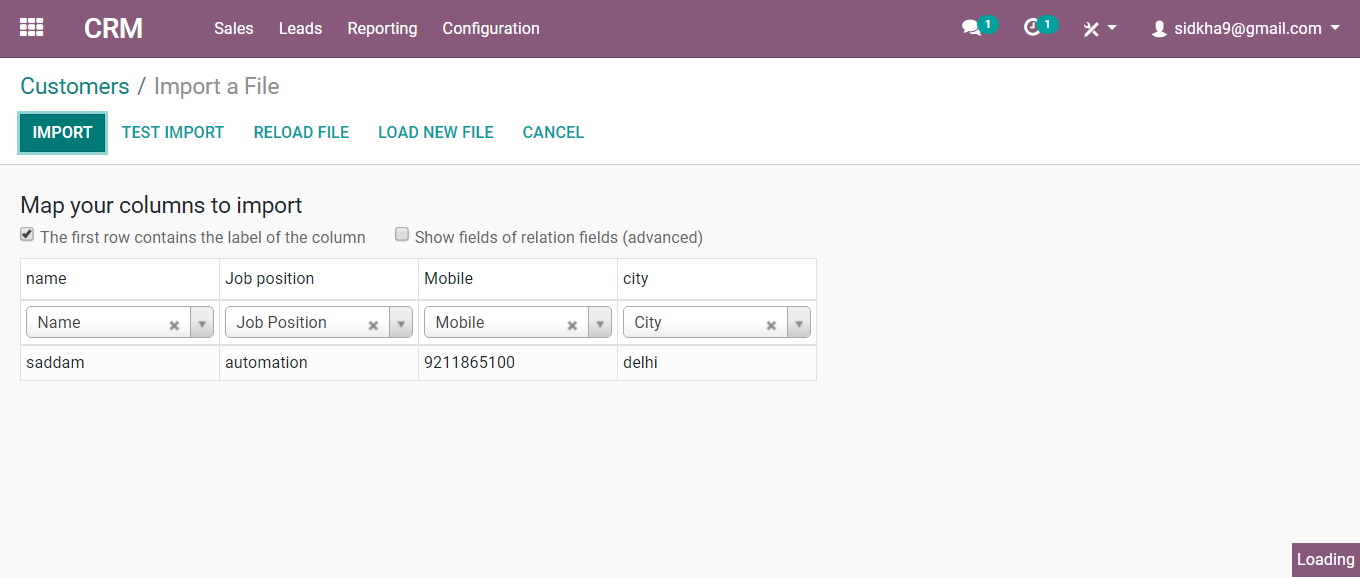 CRM Sales Leads Reporting Configuration 1 1 sidkha9@gmail.com
Customers / Import a File
IMPORT TEST IMPORT RELOAD FILE LOAD NEW FILE CANCEL
Map your columns to import
The first row contains the label of the column Show fields of relation fields (advanced)
name Job position Mobile city
Name Job Position Mobile City
saddam automation 9211865100 delhi
Loading